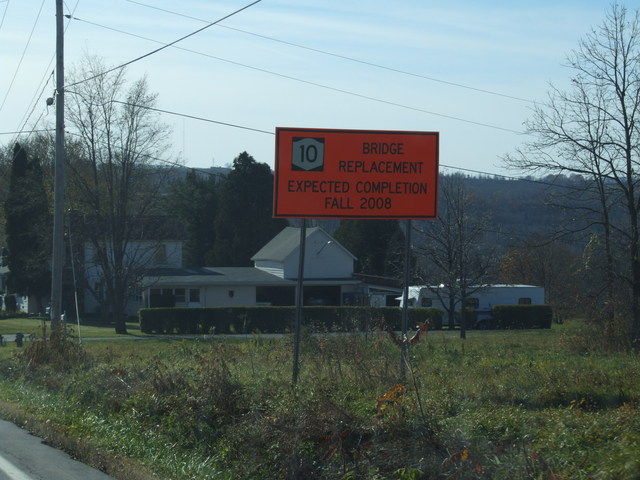 10
BRIDGE
REPLACEMENT
EXPECTED COMPLETION
FALL 2008